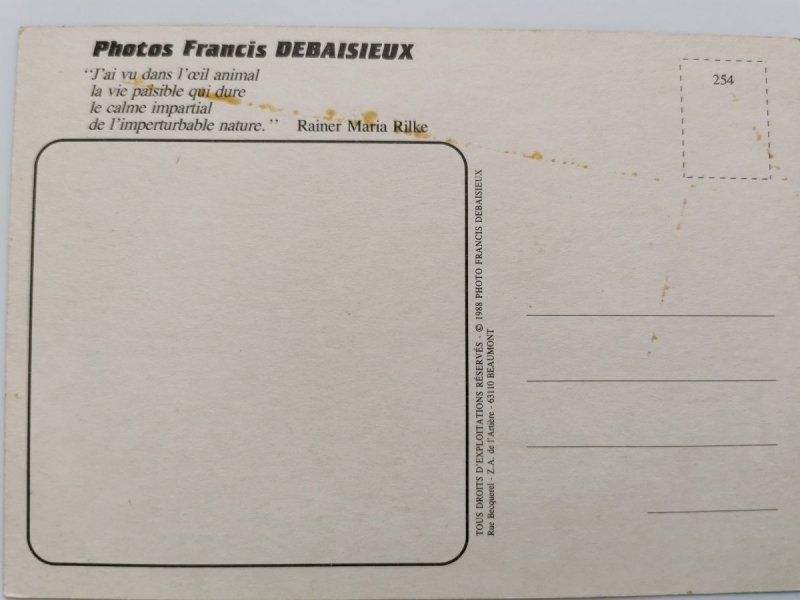 Photos Francis DEBAISIEUX
“J'ai vu dans l'œil animal
la vie paisible qui dure
le calme impartial
de l'imperturbable nature.” Rainer Maria Rilke
254
TOUS DROITS D'EXPLOITATIONS RÉSERVÉS - © 1988 PHOTO FRANCIS DEBAISIEUX
Rue Becquerel - Z.A. de l'Artière - 63110 BEAUMONT